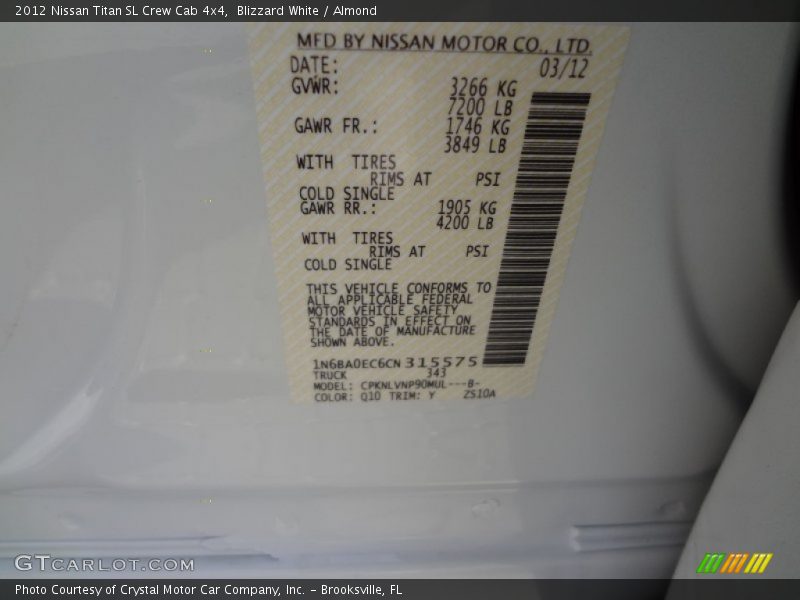 2012 Nissan Titan SL Crew Cab 4x4,  Blizzard White / Almond
MFD BY NISSAN MOTOR CO., LTD.
DATE: 03/12
GVWR: 3266 KG
7200 LB
GAWR FR.: 1746 KG
3849 LB
WITH TIRES
RIMS AT PSI
COLD SINGLE
GAWR RR.: 1905 KG
4200 LB
WITH TIRES
RIMS AT PSI
COLD SINGLE
THIS VEHICLE CONFORMS TO
ALL APPLICABLE FEDERAL
MOTOR VEHICLE SAFETY
STANDARDS IN EFFECT ON
THE DATE OF MANUFACTURE
SHOWN ABOVE.
1N6BA0EC6CN315575
TRUCK 343
MODEL: CPKNLVNP90MUL---B-
COLOR: Q10 TRIM: Y ZS10A
GTCARLOT.COM
Photo Courtesy of Crystal Motor Car Company, Inc. – Brooksville, FL